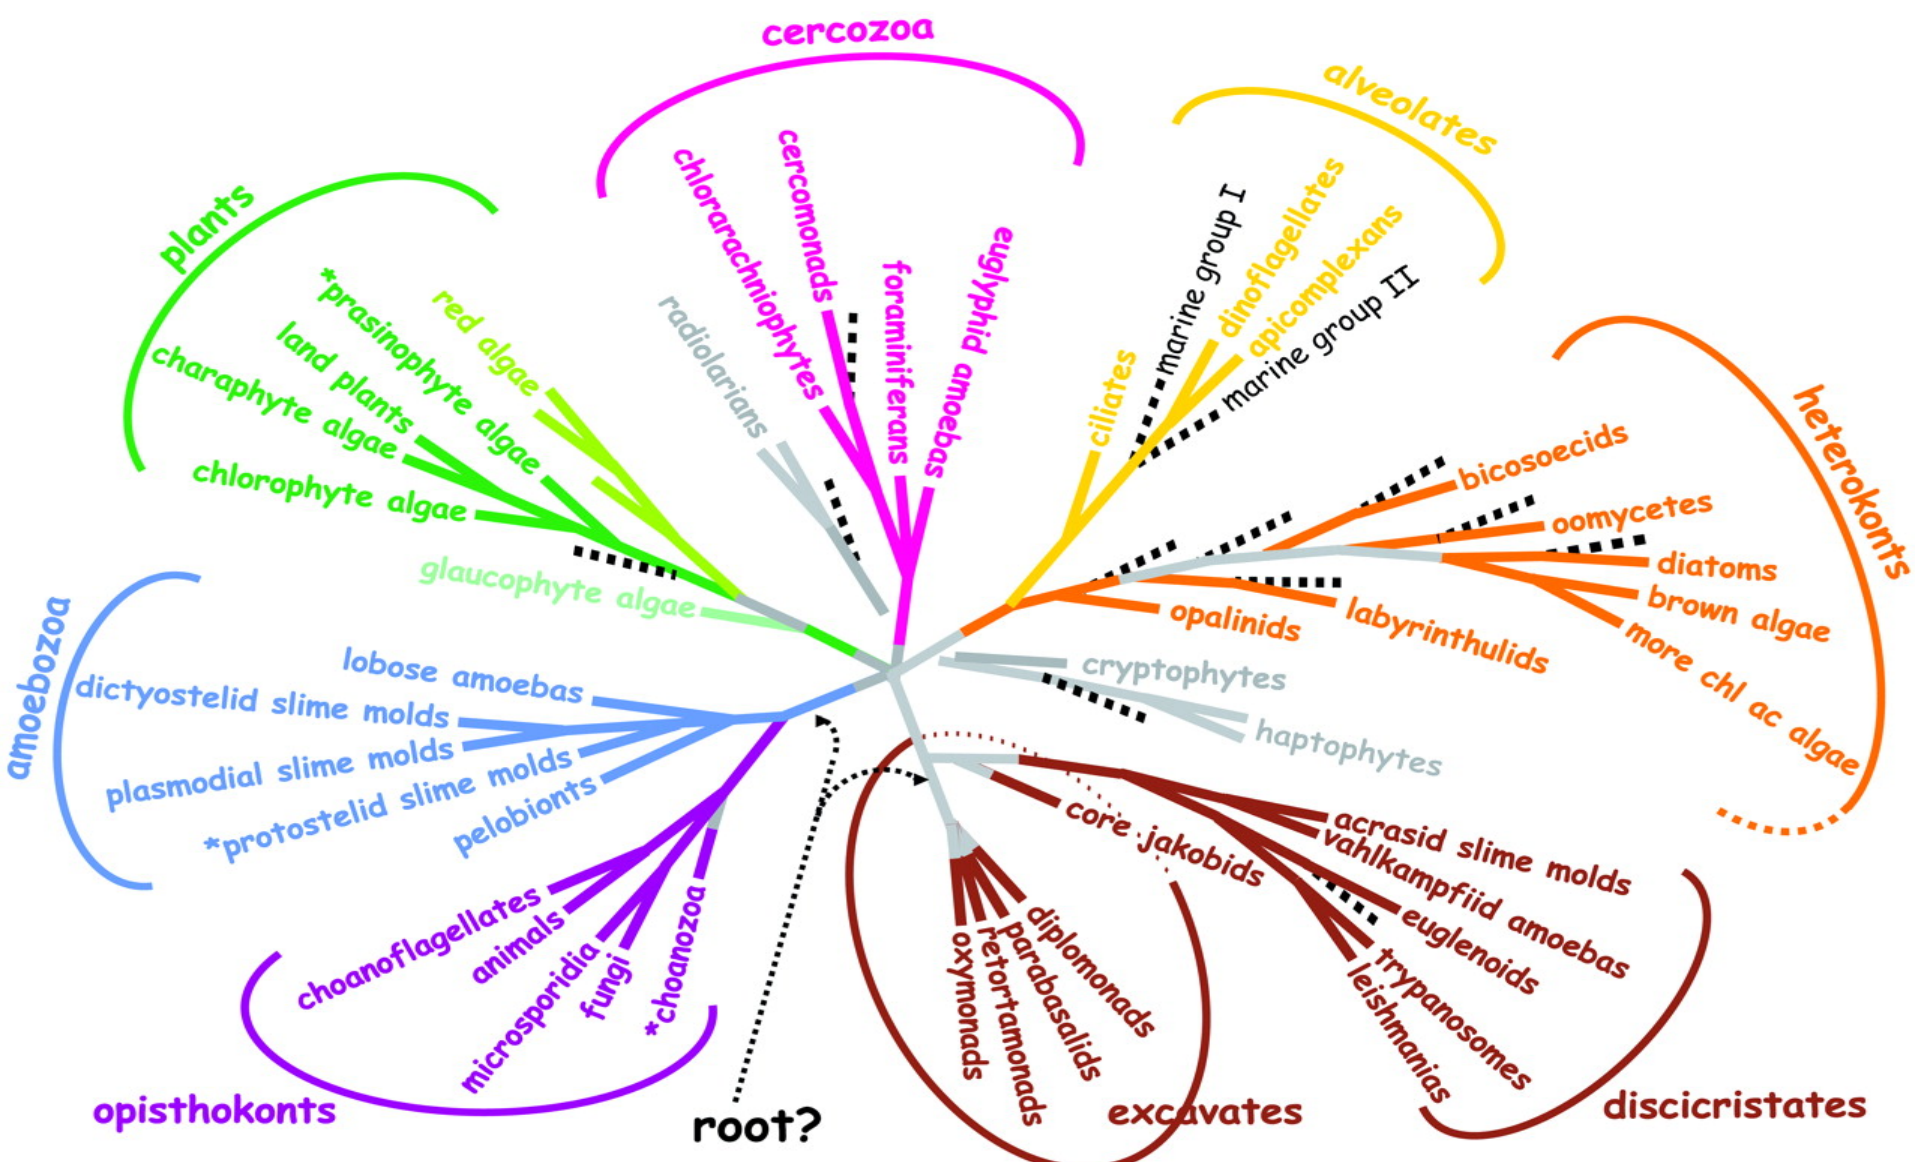 cercozoa
alveolates
plants
heterokonts
amoebozoa
opisthokonts
root?
excavates
discicristates
chlorarachniophytes
cercomonads
foraminiferans
euglyphid amoebas
radiolarians
ciliates
marine group I
dinoflagellates
apicomplexans
marine group II
bicosoecids
oomycetes
diatoms
brown algae
more chl ac algae
labyrinthulids
opalinids
cryptophytes
haptophytes
red algae
*prasinophyte algae
land plants
charaphyte algae
chlorophyte algae
glaucophyte algae
lobose amoebas
dictyostelid slime molds
plasmodial slime molds
*protostelid slime molds
pelobionts
choanoflagellates
animals
microsporidia
fungi
*choanozoa
oxymonads
retortamonads
parabasalids
diplomonads
core jakobids
acrasid slime molds
vahlkampfiid amoebas
euglenoids
trypanosomes
leishmanias